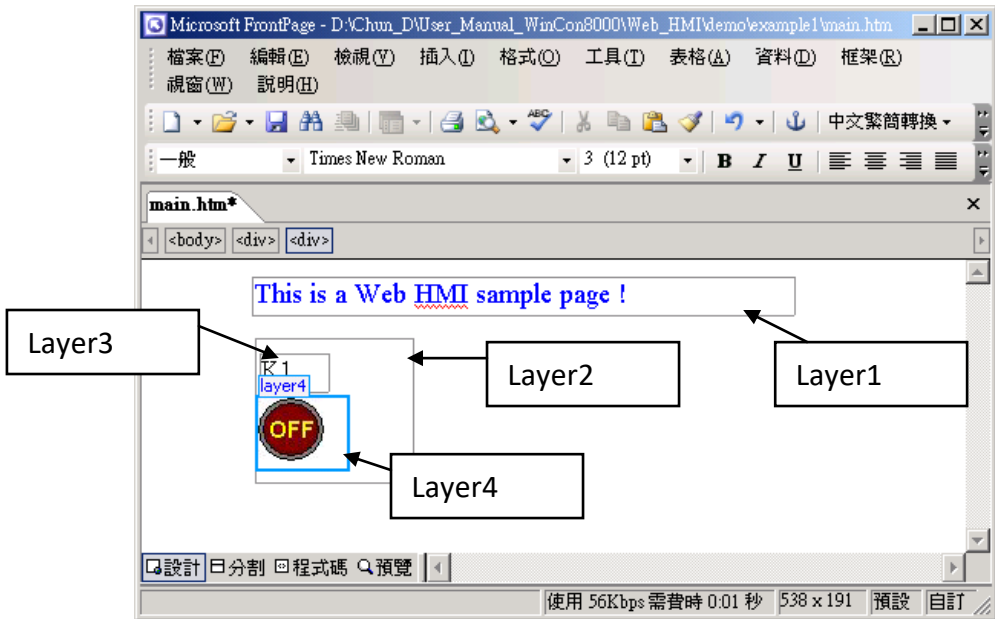 Microsoft FrontPage - D:\Chun_D\User_Manual_WinCon8000\Web_HMI\demo\example1\main.htm
檔案(F) 編輯(E) 檢視(V) 插入(I) 格式(O) 工具(T) 表格(A) 資料(D) 框架(R)
視窗(W) 説明(H)
ABC 中文繁簡轉換
一般 Times New Roman 3 (12 pt) B I U
main.htm*
<body> <div> <div>
This is a Web HMI sample page !
Layer3
Layer2
Layer1
K1
layer4
OFF
Layer4
設計 分割 程式碼 預覽
使用 56Kbps 需費時 0:01 秒 538 x 191 預設 自訂